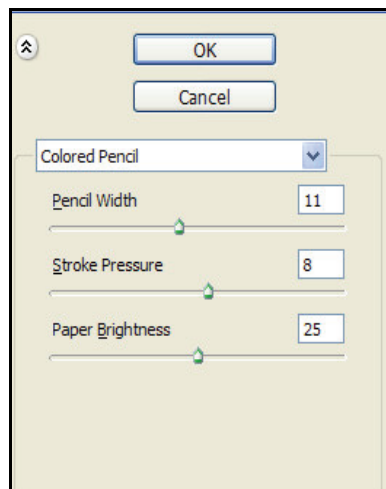 OK
Cancel
Colored Pencil
Pencil Width 11
Stroke Pressure 8
Paper Brightness 25